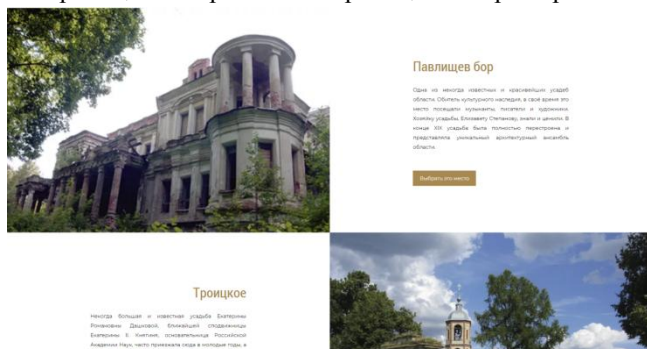 Павлищев бор
Одна из некогда известных и красивейших усадеб
области. Обитель культурного наследия, в своё время это
место посещали музыканты, писатели и художники.
Хозяйку усадьбы, Елизавету Степанову, знали и ценили. В
конце XIX усадьба была полностью перестроена и
представляла уникальный архитектурный ансамбль
области.
Выбрать это место
Троицкое
Некогда большая и известная усадьба Екатерины
Романовны Дашковой, ближайшей сподвижницы
Екатерины II. Княгиня, основательница Российской
Академии Наук, часто приезжала сюда в молодые годы, а